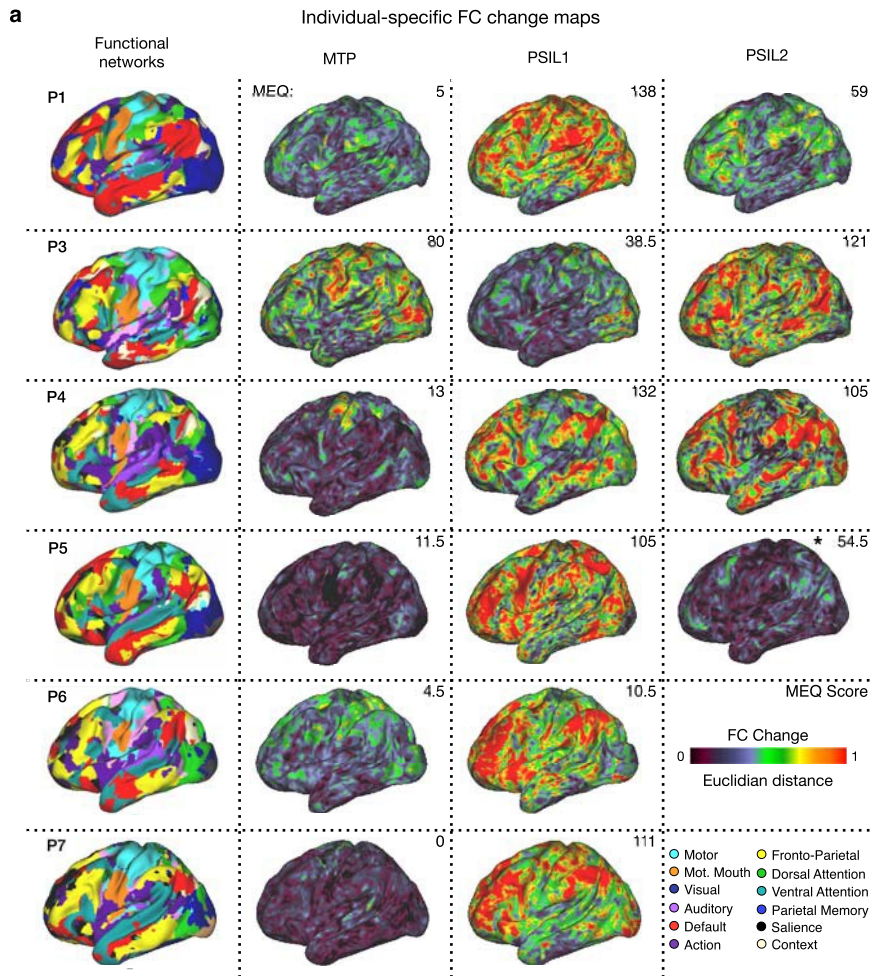 a
Individual-specific FC change maps
Functional
networks
MTP
PSIL1
PSIL2
P1
MEQ:
5
138
59
P3
80
38.5
121
P4
13
132
105
P5
11.5
105
* 54.5
P6
4.5
10.5
MEQ Score
FC Change
0
1
Euclidian distance
P7
0
111
Motor
Mot. Mouth
Visual
Auditory
Default
Action
Fronto-Parietal
Dorsal Attention
Ventral Attention
Parietal Memory
Salience
Context